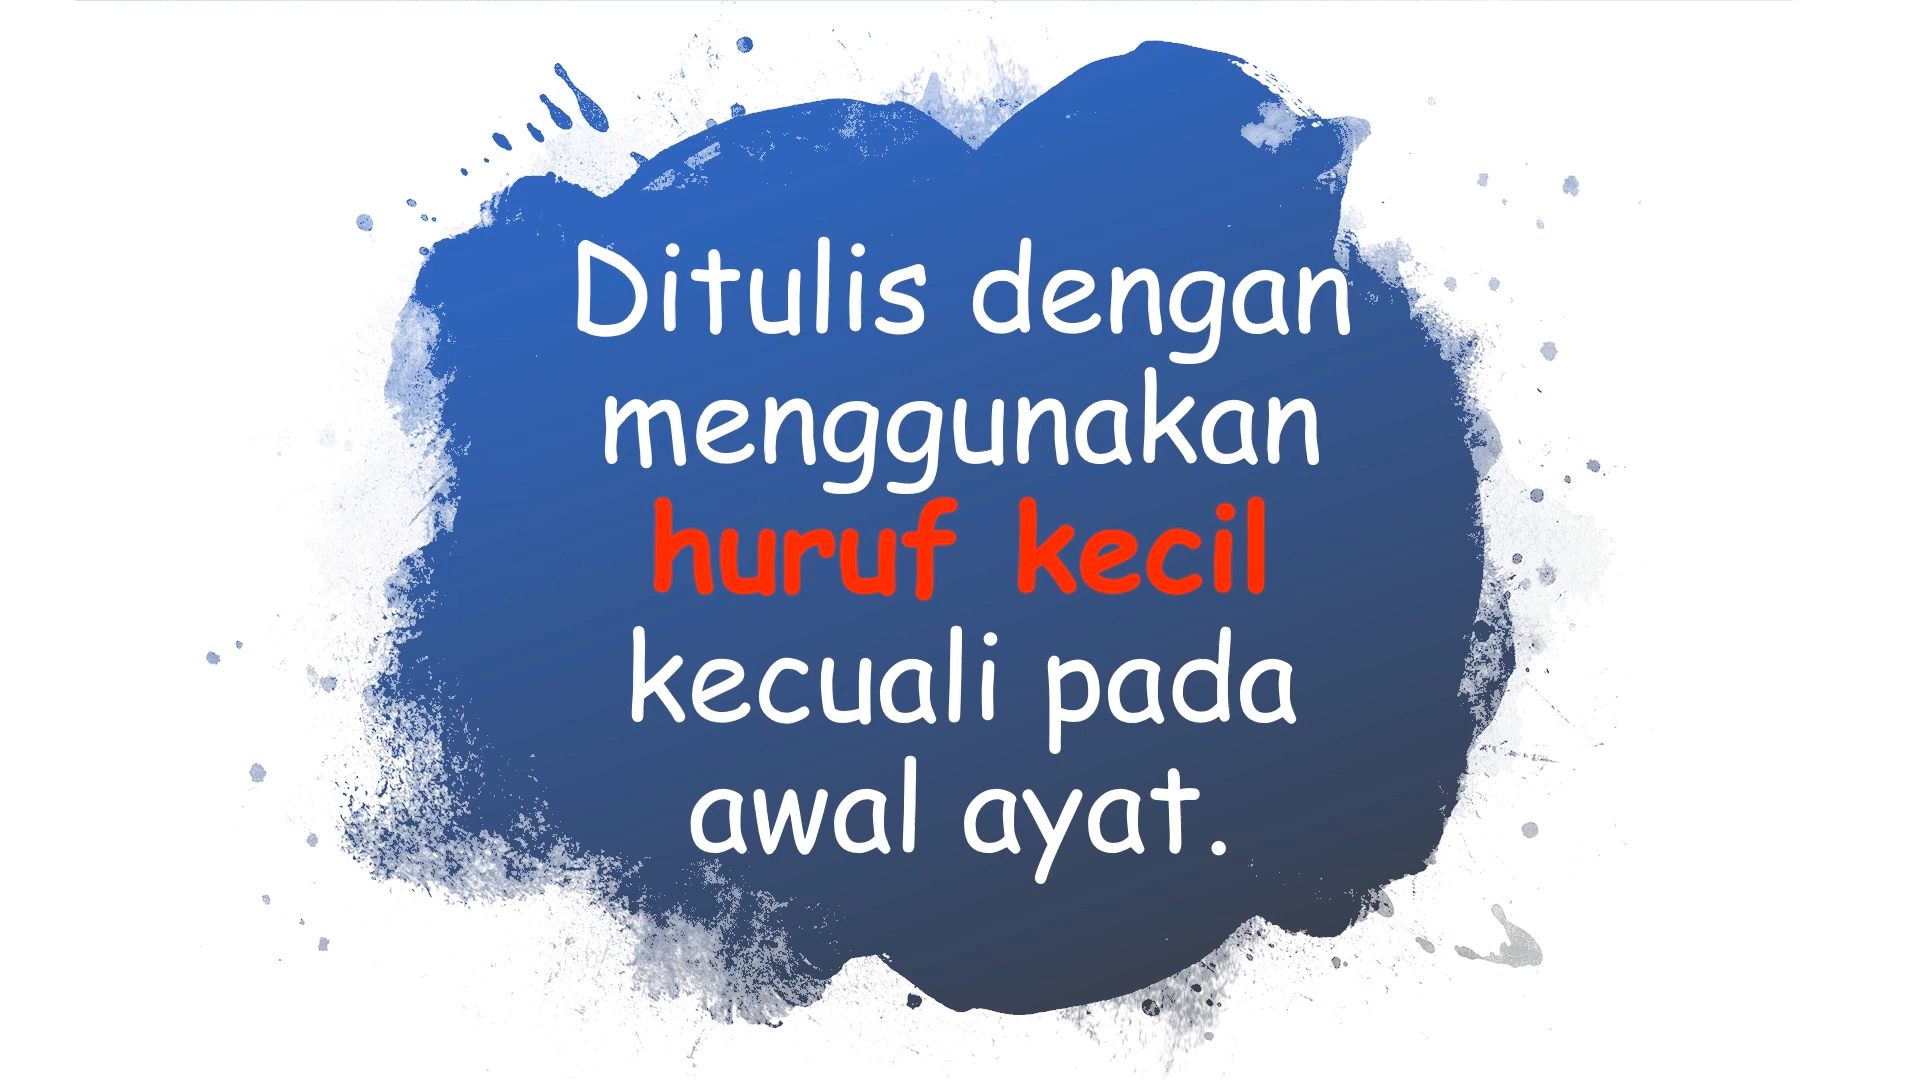 Ditulis dengan
menggunakan
huruf kecil
kecuali pada
awal ayat.